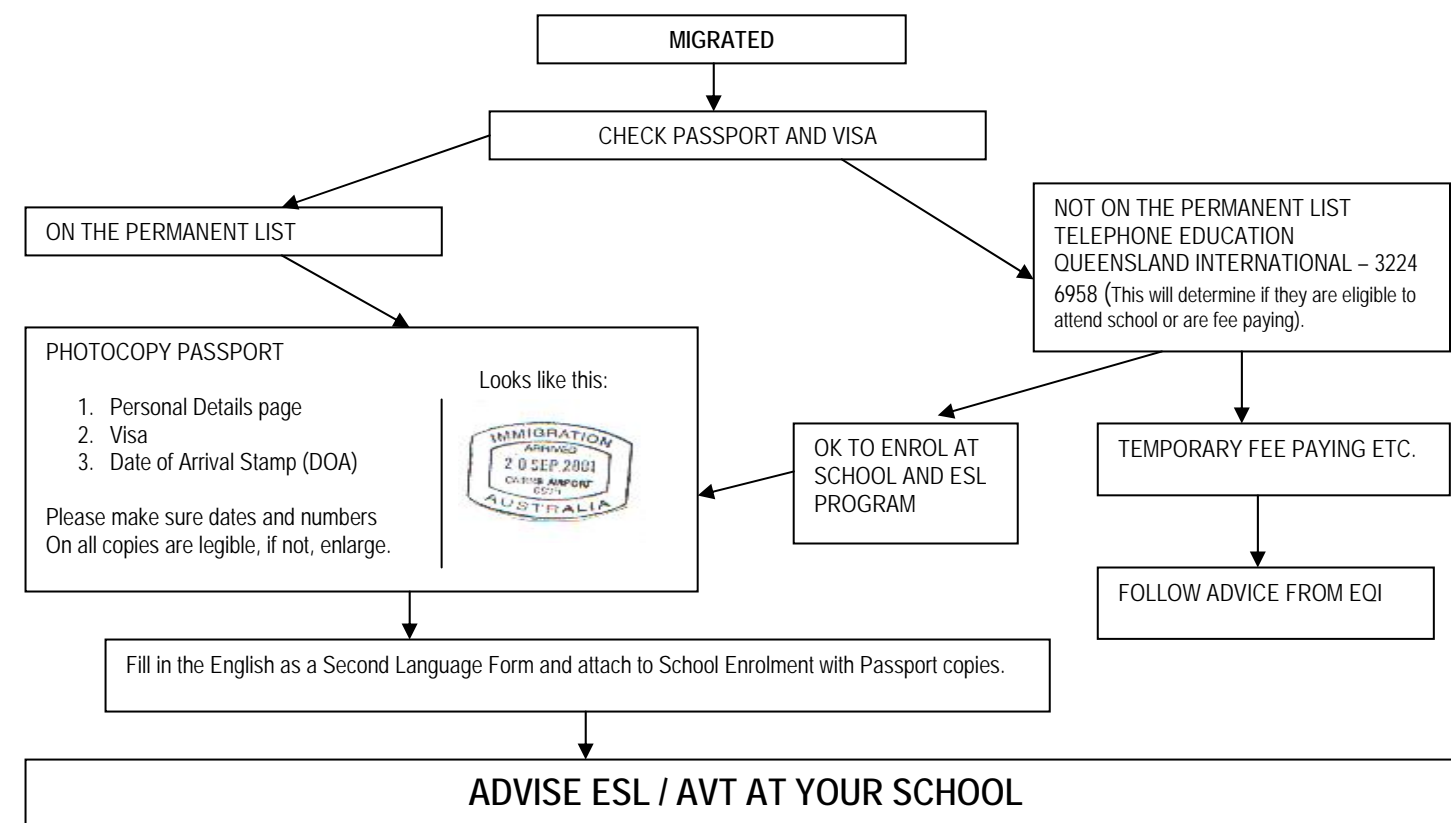 MIGRATED
CHECK PASSPORT AND VISA
ON THE PERMANENT LIST
NOT ON THE PERMANENT LIST
TELEPHONE EDUCATION
QUEENSLAND INTERNATIONAL – 3224
6958 (This will determine if they are eligible to
attend school or are fee paying).
PHOTOCOPY PASSPORT
1. Personal Details page
2. Visa
3. Date of Arrival Stamp (DOA)
Please make sure dates and numbers
On all copies are legible, if not, enlarge.
Looks like this:
IMMIGRATION
ARRIVED
20 SEP 2001
AIRPORT
AUSTRALIA
OK TO ENROL AT
SCHOOL AND ESL
PROGRAM
TEMPORARY FEE PAYING ETC.
FOLLOW ADVICE FROM EQI
Fill in the English as a Second Language Form and attach to School Enrolment with Passport copies.
ADVISE ESL / AVT AT YOUR SCHOOL